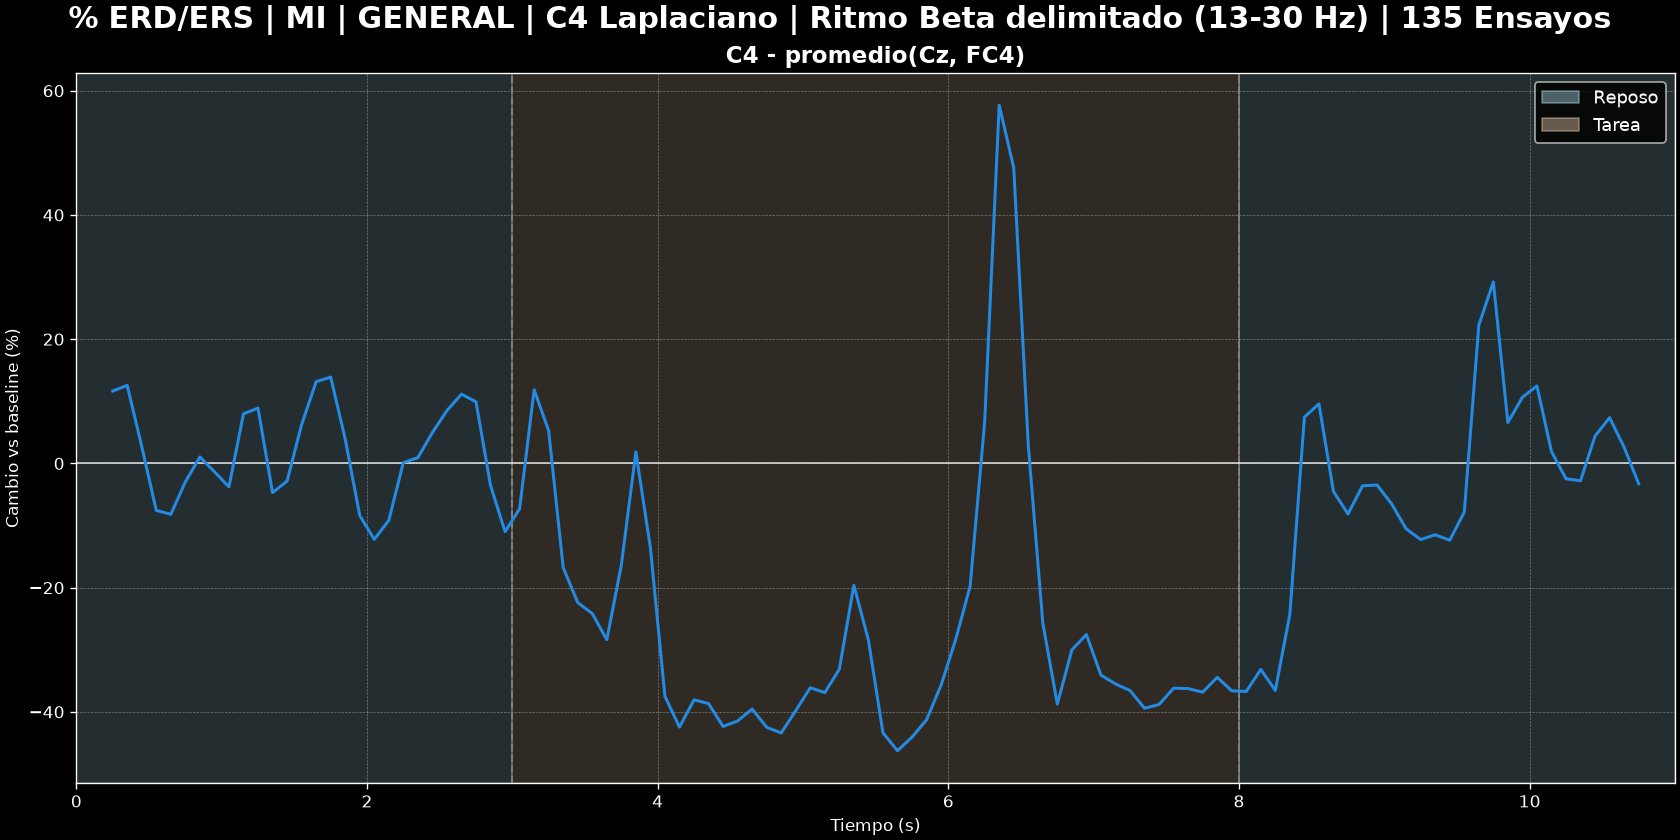 % ERD/ERS | MI | GENERAL | C4 Laplaciano | Ritmo Beta delimitado (13-30 Hz) | 135 Ensayos
C4 - promedio(Cz, FC4)
Reposo
Tarea
Cambio vs baseline (%)
60
40
20
0
−20
−40
0
2
4
6
8
10
Tiempo (s)